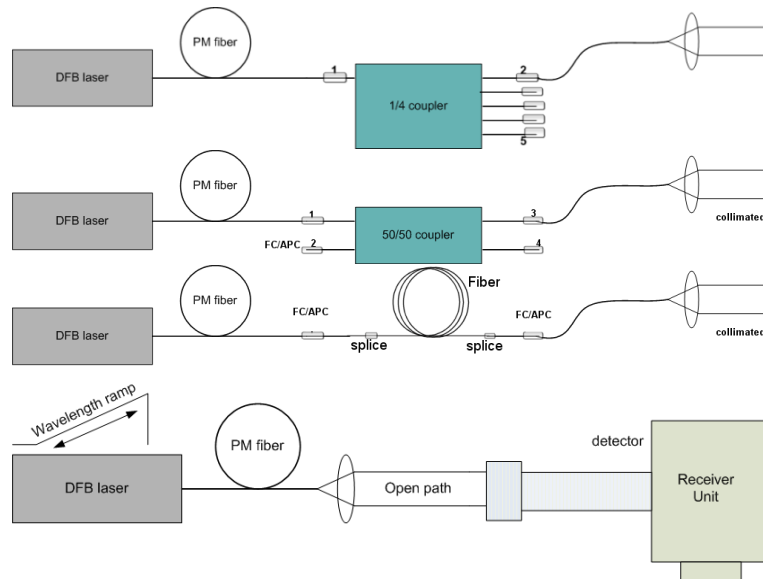 PM fiber
DFB laser
1
1/4 coupler
2
5
PM fiber
DFB laser
1
FC/APC
2
50/50 coupler
3
4
collimated
PM fiber
DFB laser
FC/APC
splice
Fiber
splice
FC/APC
collimated
Wavelength ramp
DFB laser
PM fiber
Open path
detector
Receiver
Unit